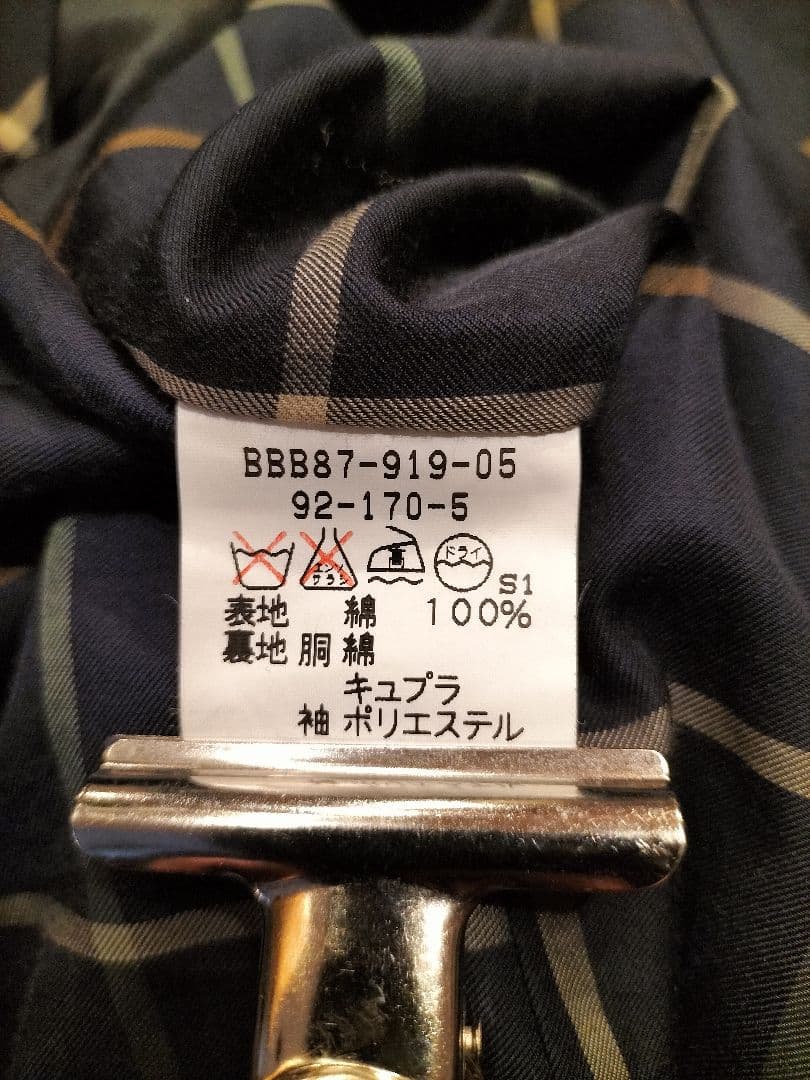 BBB87-919-05
92-170-5
エンソ
サラシ
高
ドライ
S1
表地 綿 100%
裏地 胴 綿
キュプラ
袖 ポリエステル